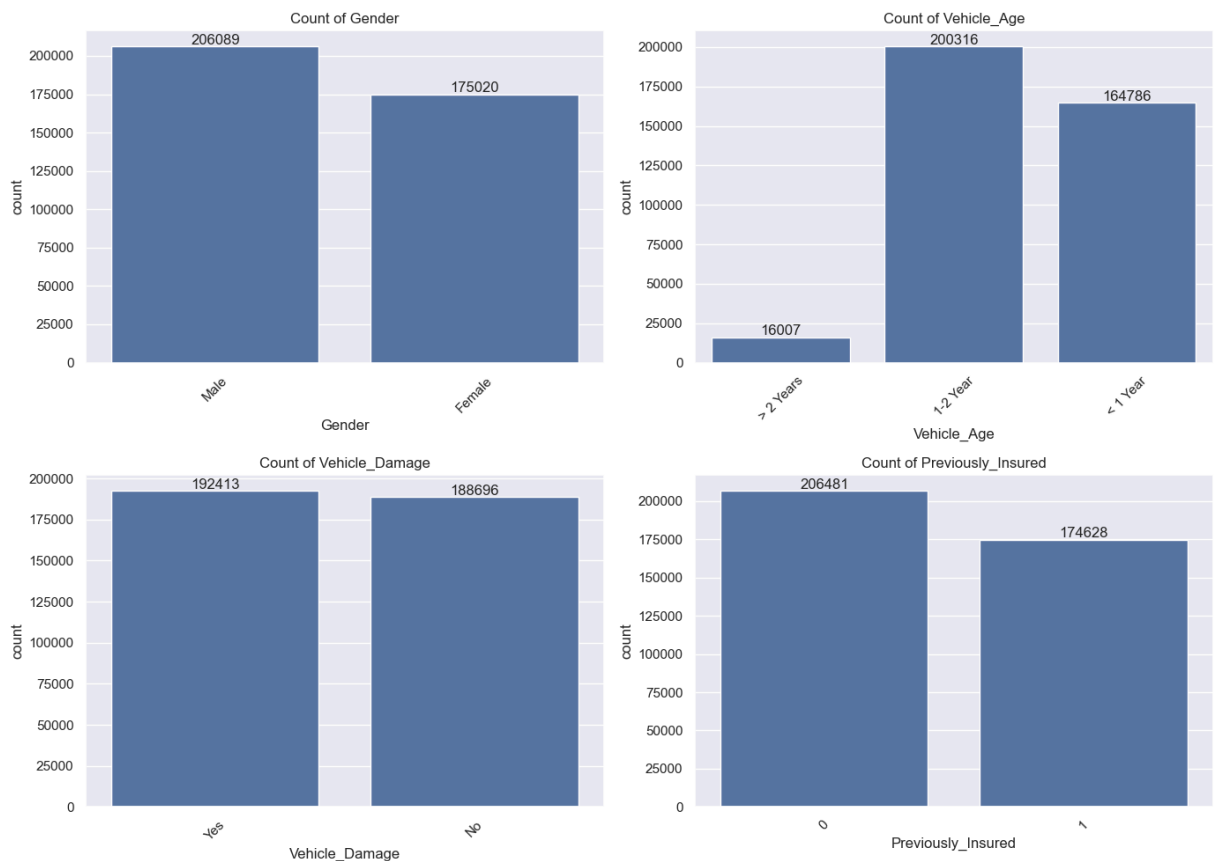 Count of Gender
206089
175020
200000
175000
150000
125000
100000
75000
50000
25000
0
count
Male
Female
Gender
Count of Vehicle_Age
200316
164786
16007
200000
175000
150000
125000
100000
75000
50000
25000
0
count
> 2 Years
1-2 Year
< 1 Year
Vehicle_Age
Count of Vehicle_Damage
192413
188696
200000
175000
150000
125000
100000
75000
50000
25000
0
count
Yes
No
Vehicle_Damage
Count of Previously_Insured
206481
174628
200000
175000
150000
125000
100000
75000
50000
25000
0
count
0
1
Previously_Insured